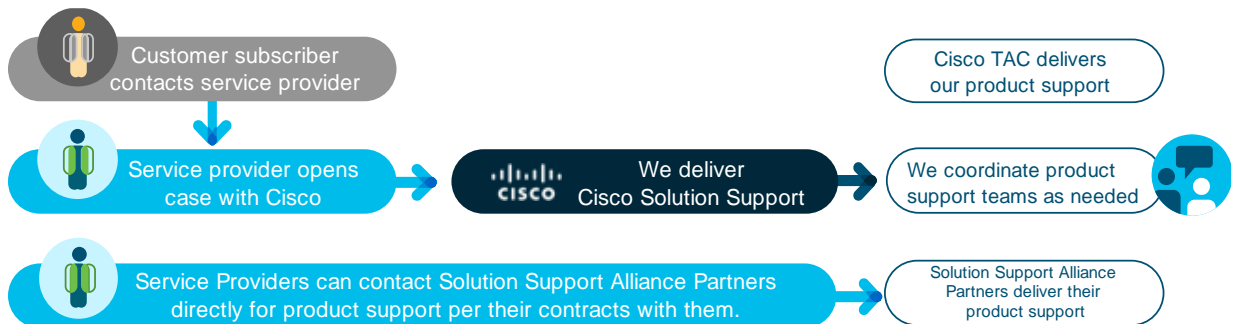 Customer subscriber
contacts service provider
Cisco TAC delivers
our product support
Service provider opens
case with Cisco
CISCO
We deliver
Cisco Solution Support
We coordinate product
support teams as needed
Service Providers can contact Solution Support Alliance Partners
directly for product support per their contracts with them.
Solution Support Alliance
Partners deliver their
product support